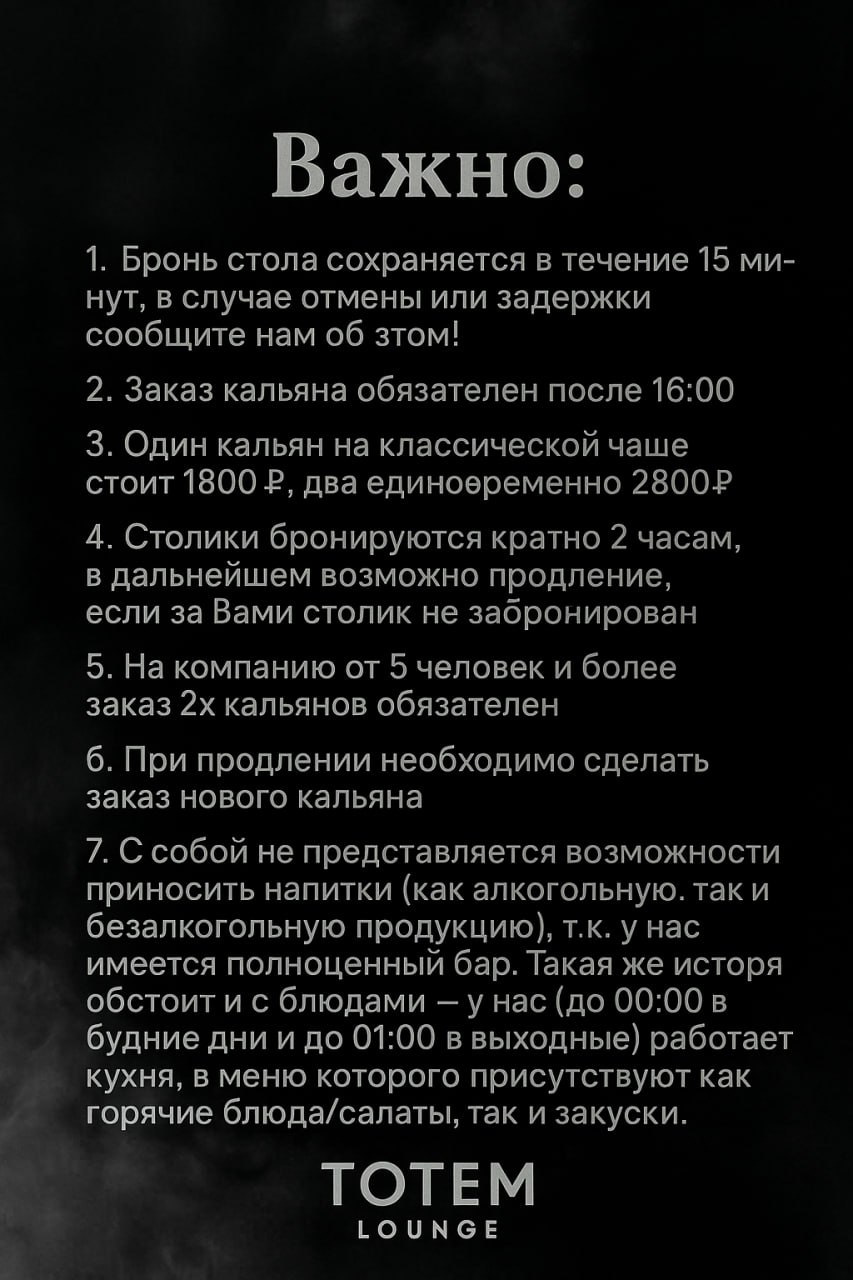 Важно:
1. Бронь стола сохраняется в течение 15 ми-
нут, в случае отмены или задержки
сообщите нам об зтом!
2. Заказ кальяна обязателен после 16:00
3. Один кальян на классической чаше
стоит 1800 ₽, два единоѳременно 2800₽
4. Столики бронируются кратно 2 часам,
в дальнейшем возможно продление,
если за Вами столик не забронирован
5. На компанию от 5 человек и более
заказ 2х кальянов обязателен
6. При продлении необходимо сделать
заказ нового кальяна
7. С собой не представляется возможности
приносить напитки (как алкогольную. так и
безалкогольную продукцию), т.к. у нас
имеется полноценный бар. Такая же исторя
обстоит и с блюдами — у нас (до 00:00 в
будние дни и до 01:00 в выходные) работает
кухня, в меню которого присутствуют как
горячие блюда/салаты, так и закуски.
TOTEM
LOUNGE